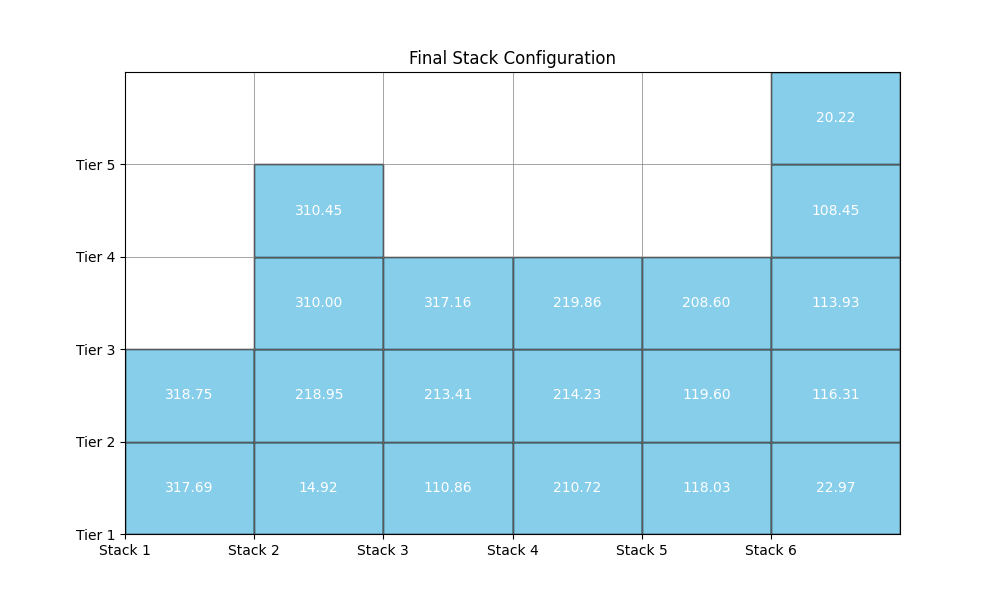 Final Stack Configuration
20.22
Tier 5
310.45
108.45
Tier 4
310.00
317.16
219.86
208.60
113.93
Tier 3
318.75
218.95
213.41
214.23
119.60
116.31
Tier 2
317.69
14.92
110.86
210.72
118.03
22.97
Tier 1
Stack 1
Stack 2
Stack 3
Stack 4
Stack 5
Stack 6